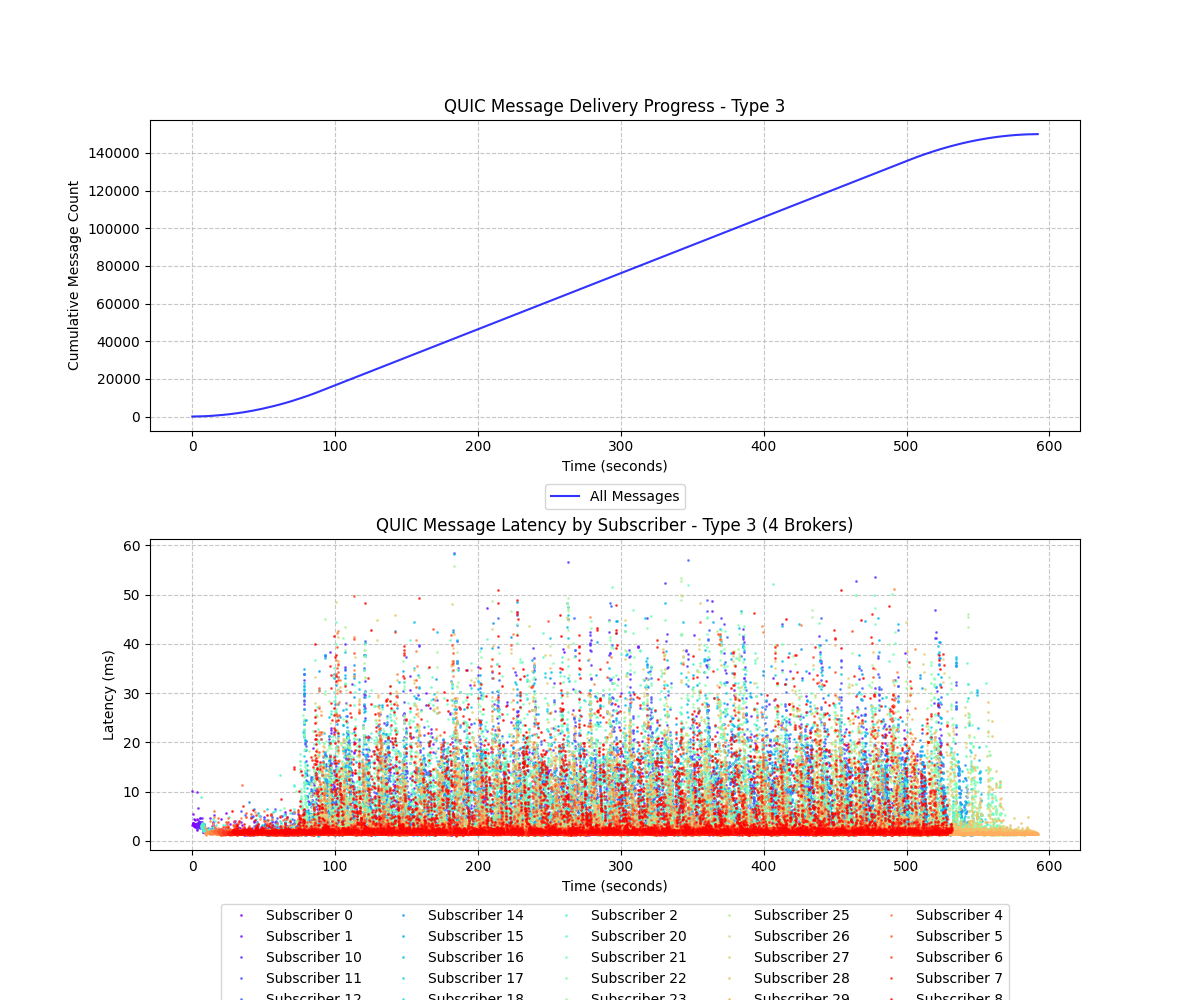 QUIC Message Delivery Progress - Type 3
Cumulative Message Count
140000
120000
100000
80000
60000
40000
20000
0
0 100 200 300 400 500 600
Time (seconds)
All Messages
QUIC Message Latency by Subscriber - Type 3 (4 Brokers)
Latency (ms)
60
50
40
30
20
10
0
0 100 200 300 400 500 600
Time (seconds)
Subscriber 0 Subscriber 14 Subscriber 2 Subscriber 25 Subscriber 4
Subscriber 1 Subscriber 15 Subscriber 20 Subscriber 26 Subscriber 5
Subscriber 10 Subscriber 16 Subscriber 21 Subscriber 27 Subscriber 6
Subscriber 11 Subscriber 17 Subscriber 22 Subscriber 28 Subscriber 7
Subscriber 12 Subscriber 18 Subscriber 23 Subscriber 29 Subscriber 8